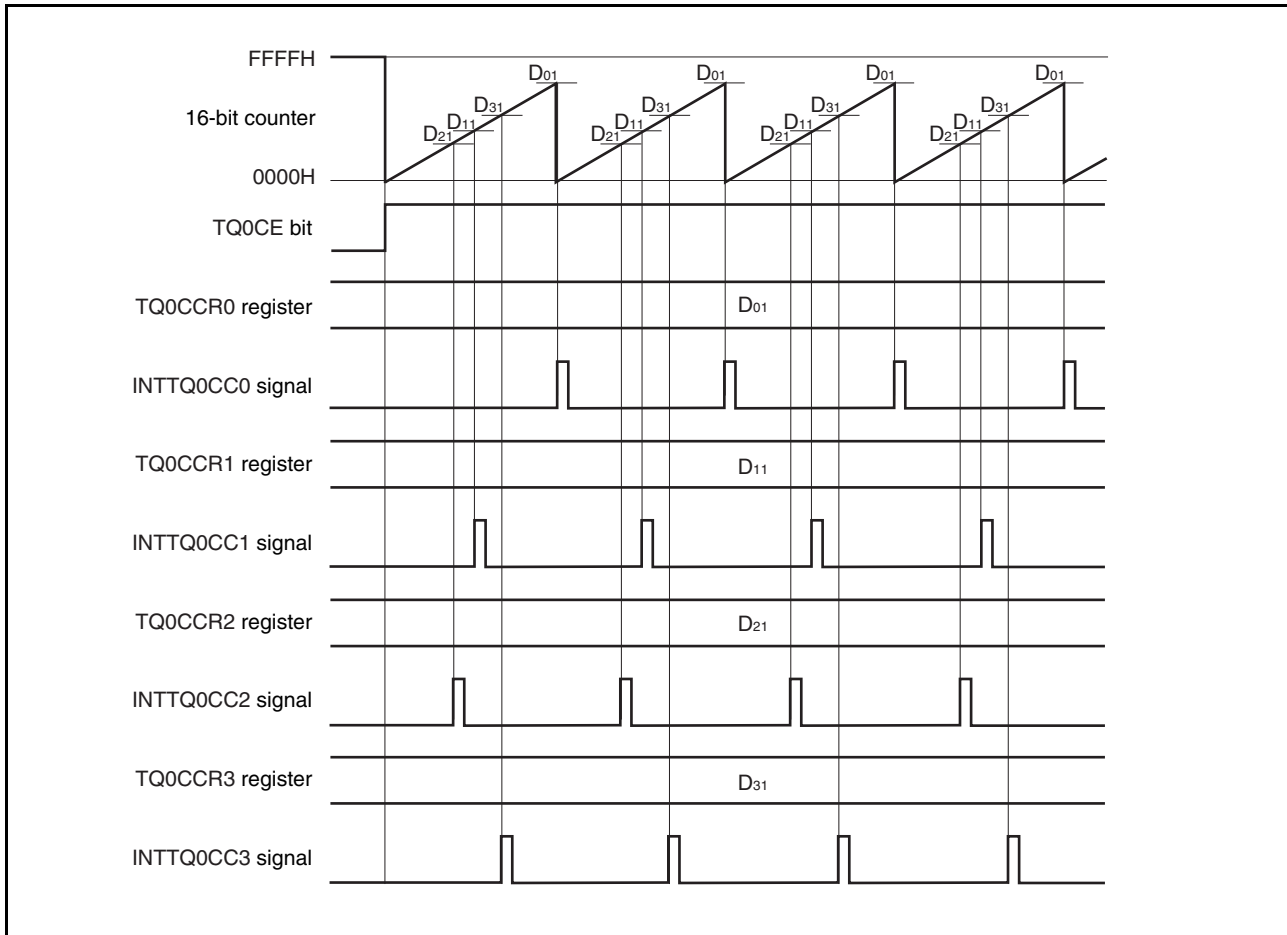 FFFFH
D01 D01 D01 D01
16-bit counter
D31 D31 D31 D31
D11 D11 D11 D11
D21 D21 D21 D21
0000H
TQ0CE bit
TQ0CCR0 register
D01
INTTQ0CC0 signal
TQ0CCR1 register
D11
INTTQ0CC1 signal
TQ0CCR2 register
D21
INTTQ0CC2 signal
TQ0CCR3 register
D31
INTTQ0CC3 signal